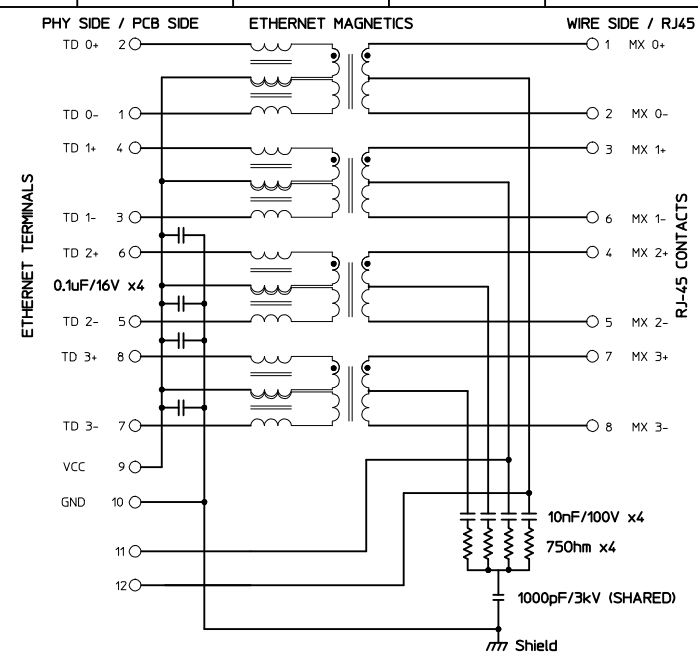 PHY SIDE / PCB SIDE ETHERNET MAGNETICS WIRE SIDE / RJ45
TD 0+ 2 1 MX 0+
TD 0- 1 2 MX 0-
TD 1+ 4 3 MX 1+
TD 1- 3 6 MX 1-
TD 2+ 6 4 MX 2+
0.1uF/16V x4
TD 2- 5 5 MX 2-
TD 3+ 8 7 MX 3+
TD 3- 7 8 MX 3-
ETHERNET TERMINALS
RJ-45 CONTACTS
VCC 9
GND 10
10nF/100V x4
11
75Ohm x4
12
1000pF/3kV (SHARED)
Shield